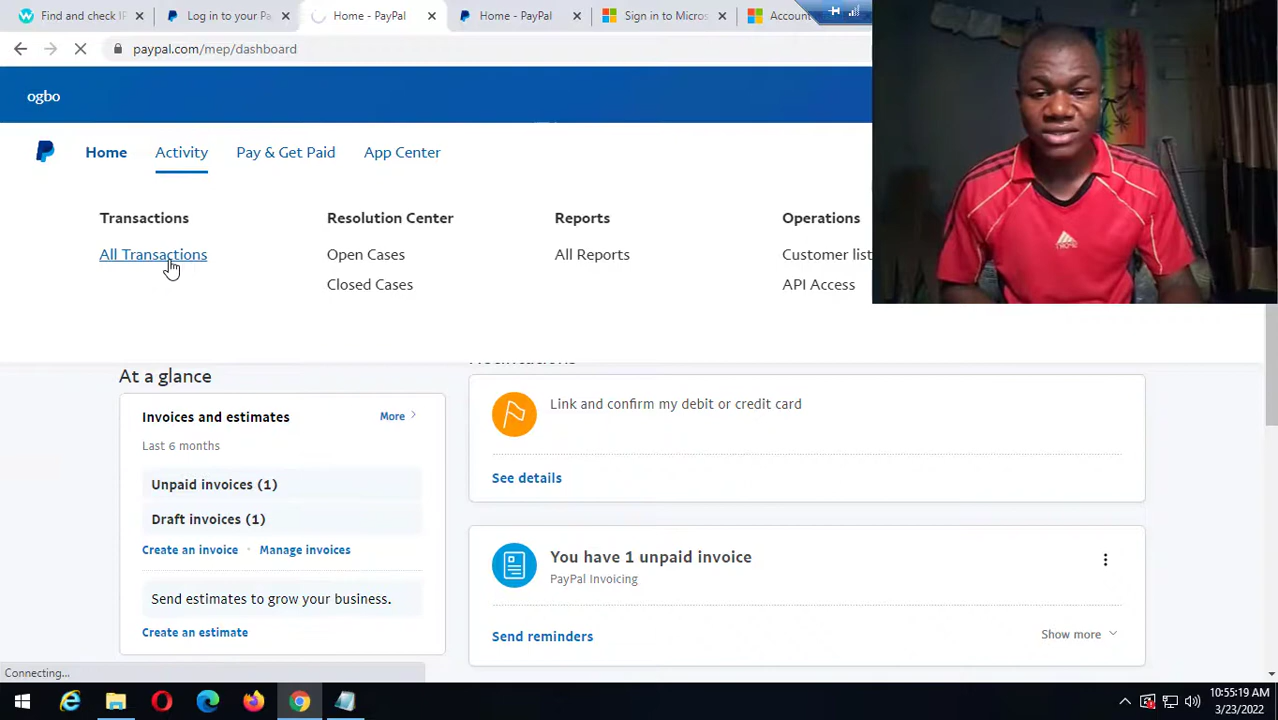 Find and check IP
Log in to your Pa
Home - PayPal
Home - PayPal
Sign in to Micros
Account
paypal.com/mep/dashboard
ogbo
Home
Activity
Pay & Get Paid
App Center
Transactions
Resolution Center
Reports
Operations
All Transactions
Open Cases
All Reports
Customer list
Closed Cases
API Access
At a glance
Notifications
Invoices and estimates
More
Last 6 months
Unpaid invoices (1)
Draft invoices (1)
Create an invoice
Manage invoices
Send estimates to grow your business.
Create an estimate
Link and confirm my debit or credit card
See details
You have 1 unpaid invoice
PayPal Invoicing
Send reminders
Show more
Connecting...
10:55:19 AM
3/23/2022